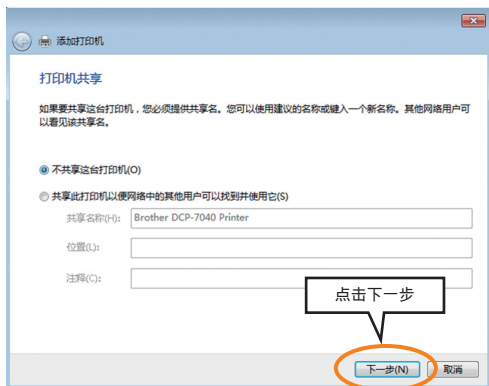 添加打印机
打印机共享
如果要共享这台打印机，您必须提供共享名。您可以使用建议的名称或键入一个新名称。其他网络用户可
以看见该共享名。
不共享这台打印机(O)
共享此打印机以便网络中的其他用户可以找到并使用它(S)
共享名称(H): Brother DCP-7040 Printer
位置(L):
注释(C):
点击下一步
下一步(N) 取消